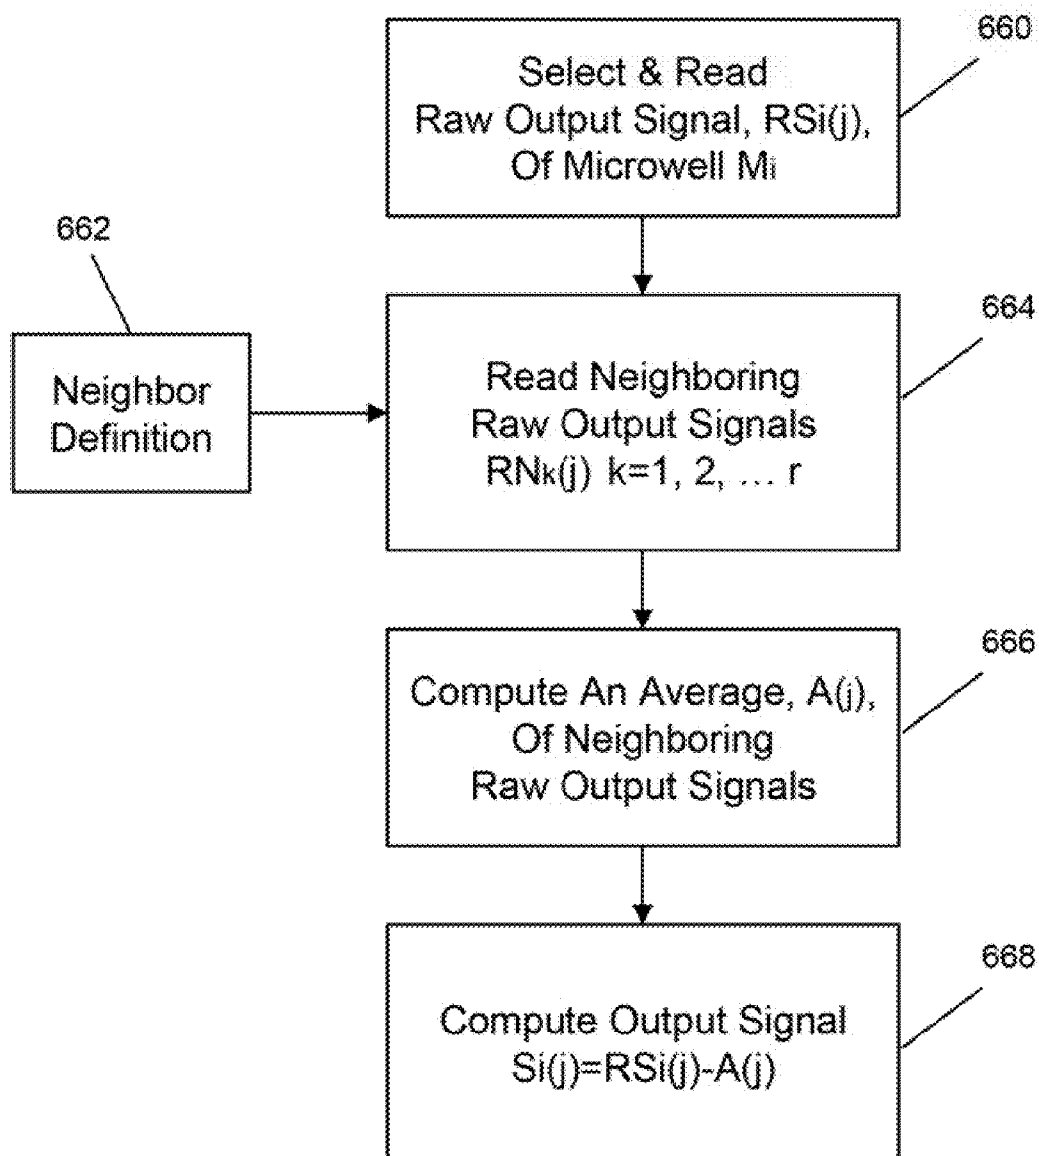 660
Select & Read
Raw Output Signal, RSi(j),
Of Microwell Mi
662
664
Neighbor
Definition
Read Neighboring
Raw Output Signals
RNk(j) k=1, 2, … r
666
Compute An Average, A(j),
Of Neighboring
Raw Output Signals
668
Compute Output Signal
Si(j)=RSi(j)-A(j)